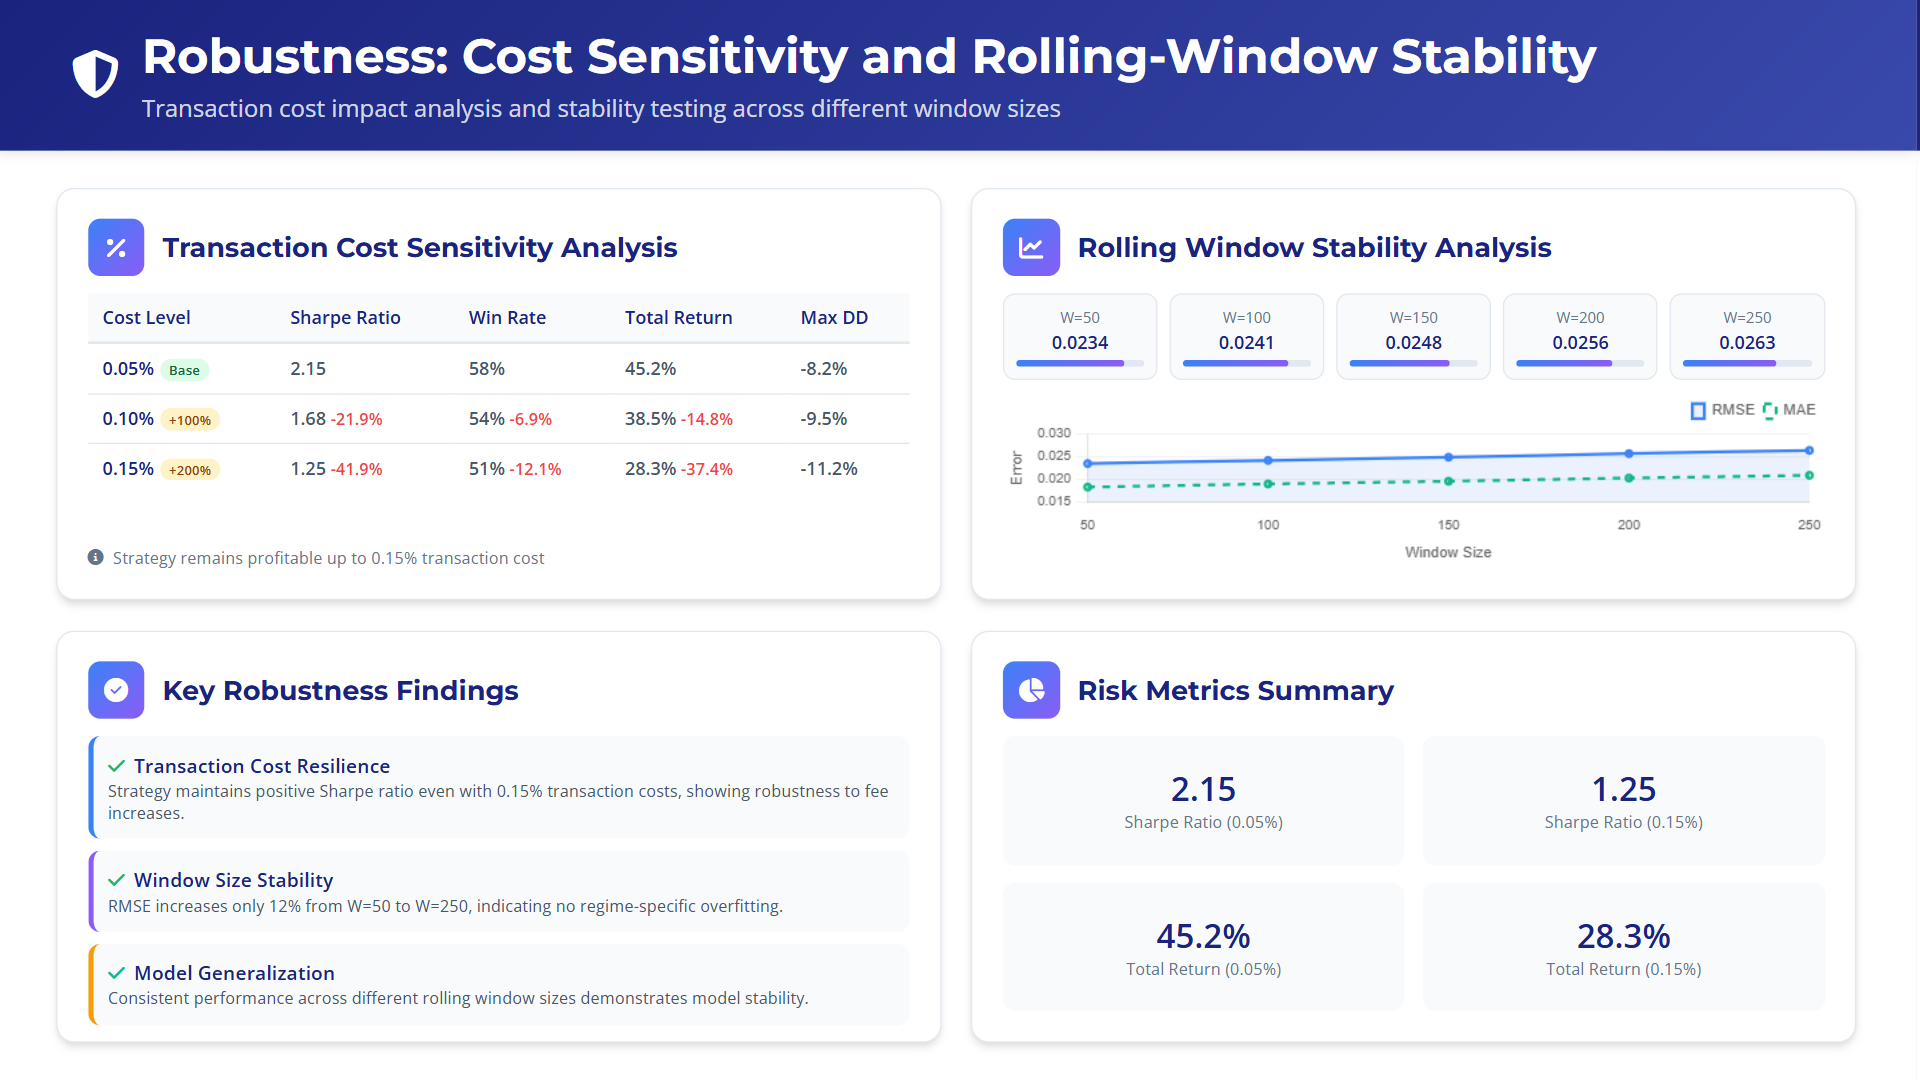 Robustness: Cost Sensitivity and Rolling-Window Stability
Transaction cost impact analysis and stability testing across different window sizes
Transaction Cost Sensitivity Analysis
Cost Level Sharpe Ratio Win Rate Total Return Max DD
0.05% Base 2.15 58% 45.2% -8.2%
0.10% +100% 1.68 -21.9% 54% -6.9% 38.5% -14.8% -9.5%
0.15% +200% 1.25 -41.9% 51% -12.1% 28.3% -37.4% -11.2%
Strategy remains profitable up to 0.15% transaction cost
Rolling Window Stability Analysis
W=50 W=100 W=150 W=200 W=250
0.0234 0.0241 0.0248 0.0256 0.0263
RMSE MAE
0.030
0.025
0.020
0.015
Error
50 100 150 200 250
Window Size
Key Robustness Findings
Transaction Cost Resilience
Strategy maintains positive Sharpe ratio even with 0.15% transaction costs, showing robustness to fee
increases.
Window Size Stability
RMSE increases only 12% from W=50 to W=250, indicating no regime-specific overfitting.
Model Generalization
Consistent performance across different rolling window sizes demonstrates model stability.
Risk Metrics Summary
2.15 1.25
Sharpe Ratio (0.05%) Sharpe Ratio (0.15%)
45.2% 28.3%
Total Return (0.05%) Total Return (0.15%)